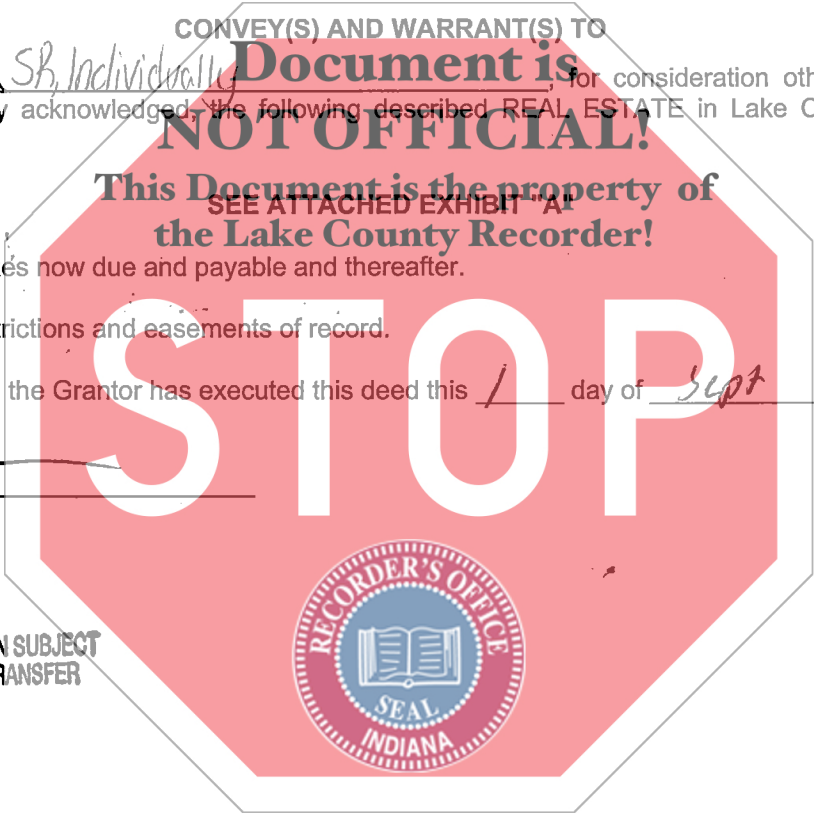 CONVEY(S) AND WARRANT(S) TO
SR, Individually, for consideration oth
Document is
y acknowledged, the following described REAL ESTATE in Lake C
NOT OFFICIAL!
This Document is the property of
SEE ATTACHED EXHIBIT "A"
the Lake County Recorder!
es now due and payable and thereafter.
rictions and easements of record.
the Grantor has executed this deed this 1 day of Sept
STOP
RECORDER'S OFFICE
N SUBJECT
RANSFER
SEAL
INDIANA